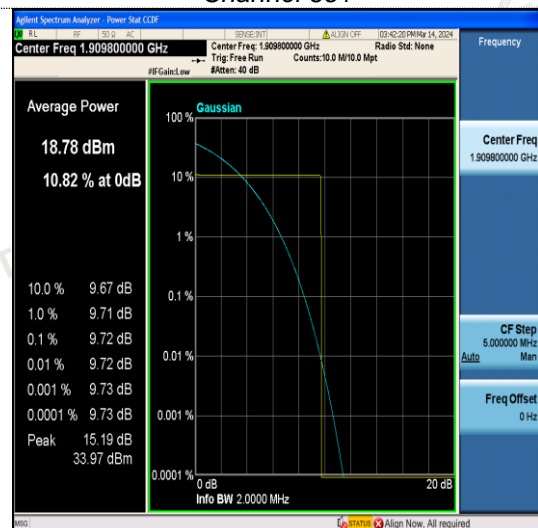 Agilent Spectrum Analyzer - Power Stat CCDF
RL RF 50 Ω AC SENSE:INT ALIGN OFF 03:42:20 PM Mar 14, 2024
Center Freq 1.909800000 GHz
Center Freq: 1.909800000 GHz Radio Std: None
Trig: Free Run Counts:10.0 M/10.0 Mpt
#IFGain:Low #Atten: 40 dB
Frequency
Average Power
18.78 dBm
10.82 % at 0dB
10.0 % 9.67 dB
1.0 % 9.71 dB
0.1 % 9.72 dB
0.01 % 9.72 dB
0.001 % 9.73 dB
0.0001 % 9.73 dB
Peak 15.19 dB
33.97 dBm
Gaussian
100 %
10 %
1 %
0.1 %
0.01 %
0.001 %
0.0001 %
0 dB 20 dB
Info BW 2.0000 MHz
Center Freq
1.909800000 GHz
CF Step
5.000000 MHz
Auto Man
Freq Offset
0 Hz
MSG STATUS Align Now, All required